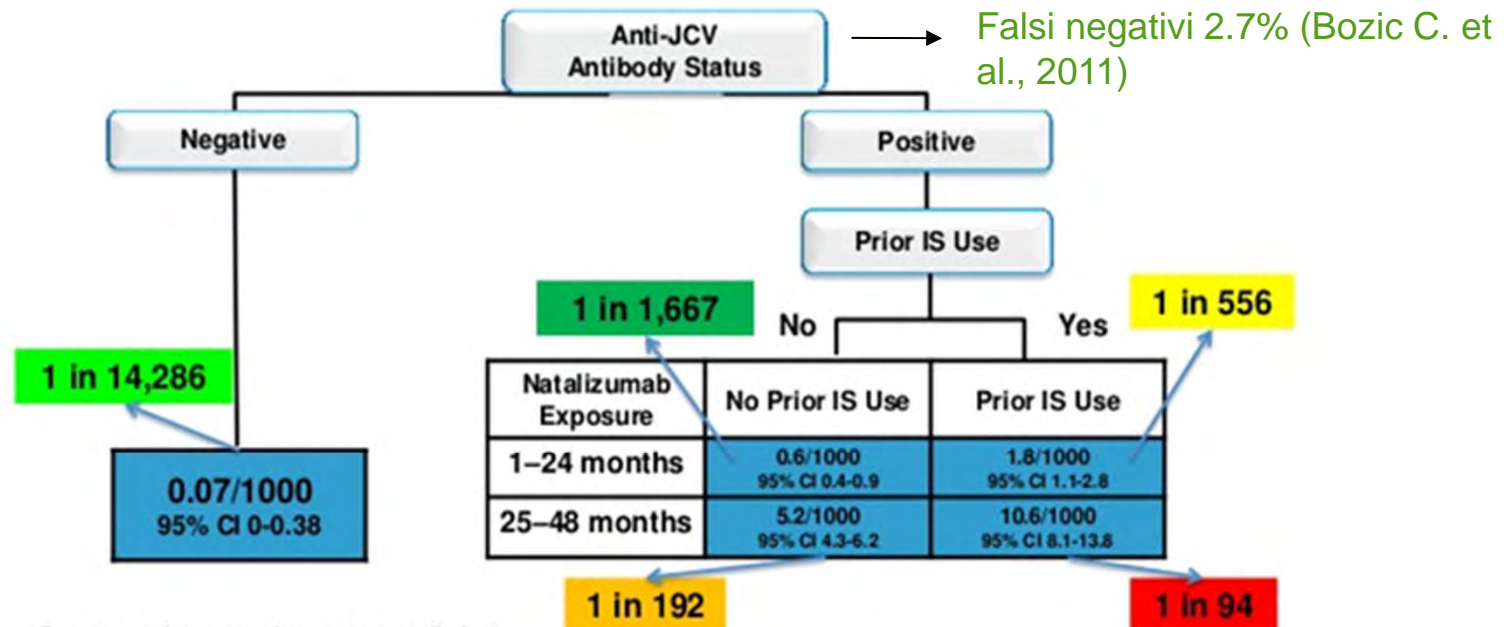 Anti-JCV
Antibody Status
Falsi negativi 2.7% (Bozic C. et
al., 2011)
Negative
Positive
Prior IS Use
1 in 1,667
No
Yes
1 in 556
1 in 14,286
Natalizumab
Exposure
No Prior IS Use
Prior IS Use
1–24 months
0.6/1000
95% CI 0.4-0.9
1.8/1000
95% CI 1.1-2.8
0.07/1000
95% CI 0-0.38
25–48 months
5.2/1000
95% CI 4.3-6.2
10.6/1000
95% CI 8.1-13.8
1 in 192
1 in 94